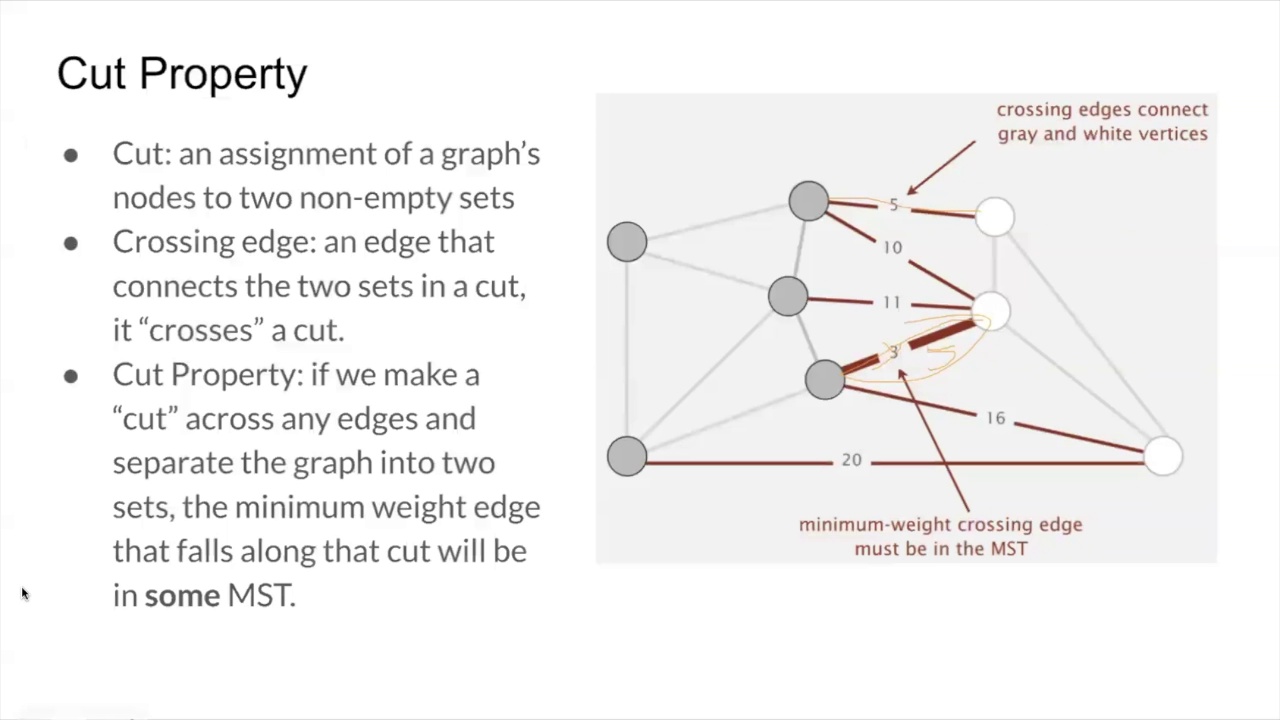 Cut Property
● Cut: an assignment of a graph’s
nodes to two non-empty sets
● Crossing edge: an edge that
connects the two sets in a cut,
it “crosses” a cut.
● Cut Property: if we make a
“cut” across any edges and
separate the graph into two
sets, the minimum weight edge
that falls along that cut will be
in some MST.
crossing edges connect
gray and white vertices
5
10
11
3
16
20
minimum-weight crossing edge
must be in the MST